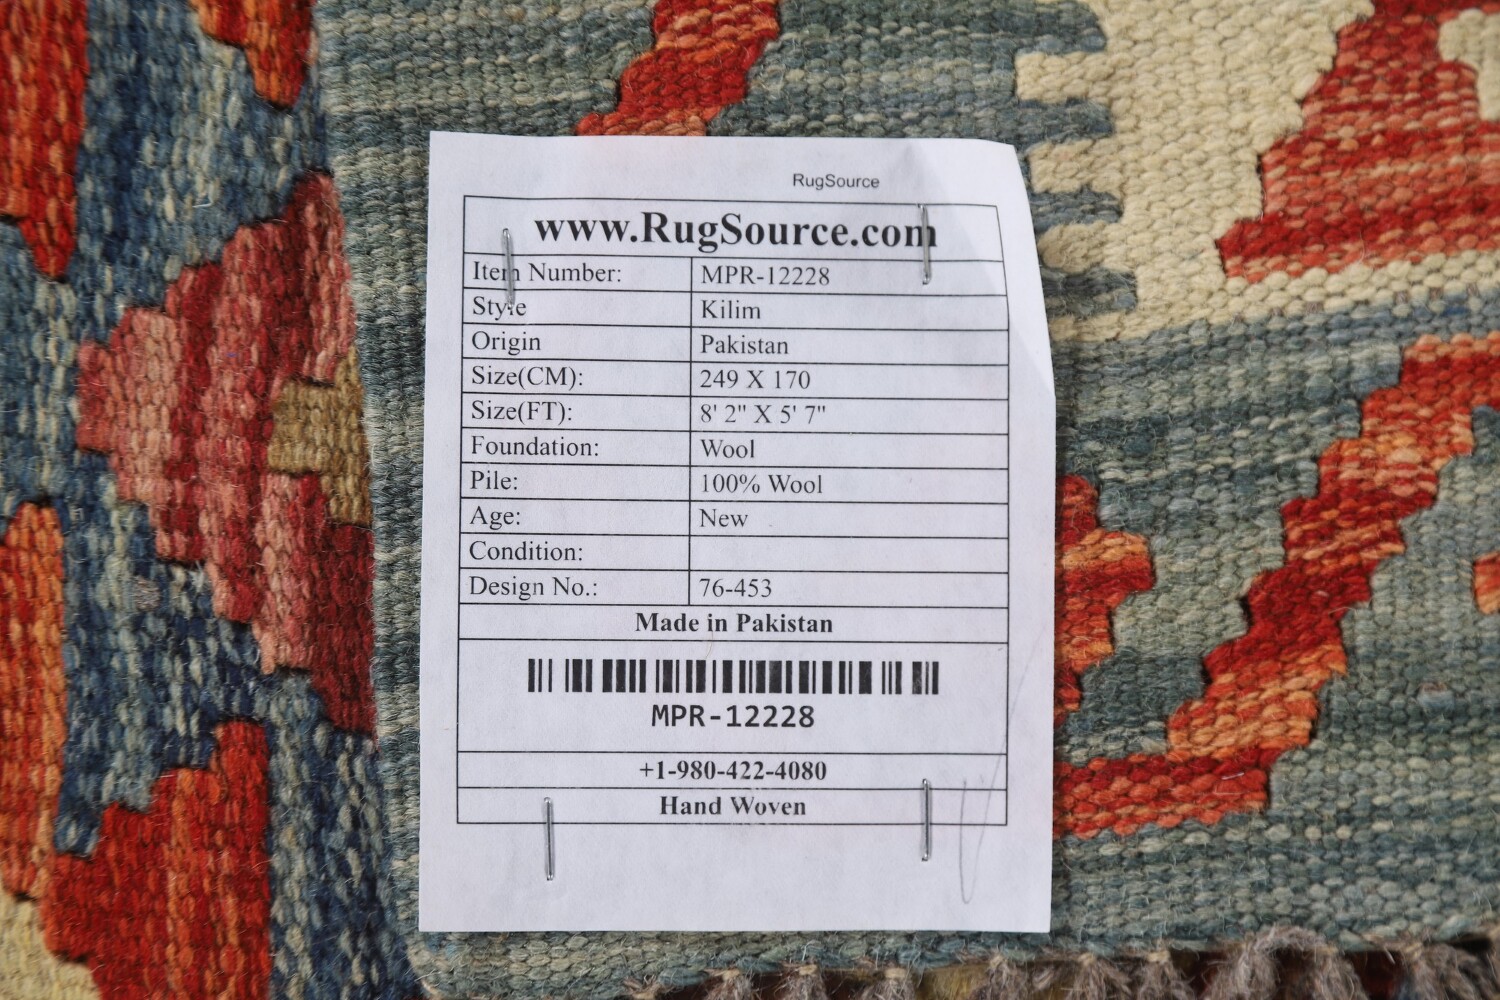 RugSource
www.RugSource.com
Item Number: MPR-12228
Style Kilim
Origin Pakistan
Size(CM): 249 X 170
Size(FT): 8' 2" X 5' 7"
Foundation: Wool
Pile: 100% Wool
Age: New
Condition:
Design No.: 76-453
Made in Pakistan
MPR-12228
+1-980-422-4080
Hand Woven